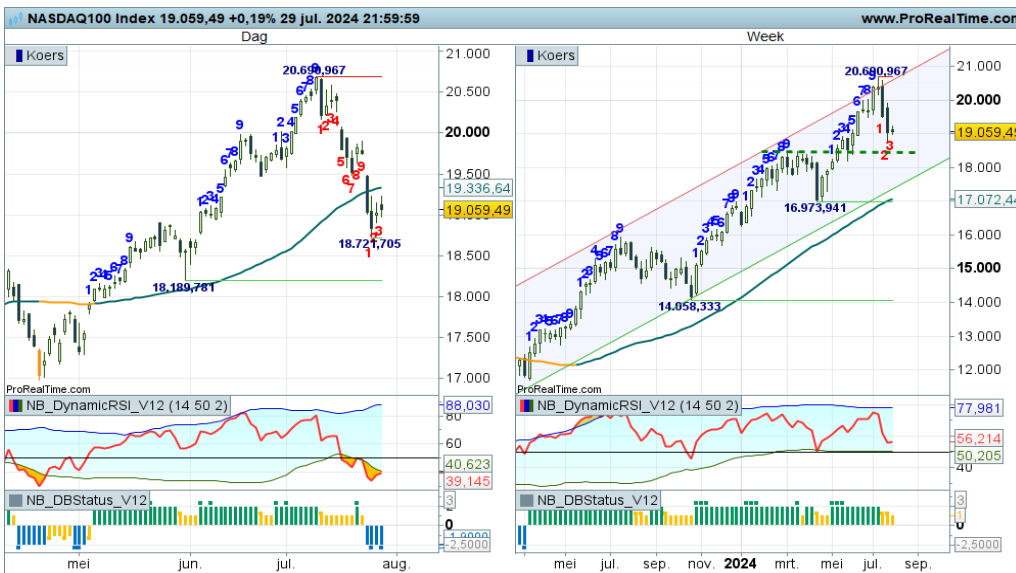 NASDAQ100 Index 19.059,49 +0,19% 29 jul. 2024 21:59:59
www.ProRealTime.com
Dag
Koers
20.690,967
21.000
20.000
19.336,64
19.059,49
18.721,705
18.500
18.189,781
18.000
17.500
17.000
ProRealTime.com
NB_DynamicRSI_V12 (14 50 2)
88,030
80
60
40,623
39,145
NB_DBStatus_V12
3
2
0
-2,5000
mei jun. jul. aug.
Week
Koers
20.690,967
21.000
20.000
19.059,49
18.000
17.072,44
16.973,941
16.000
15.000
14.058,333
14.000
13.000
12.000
ProRealTime.com
NB_DynamicRSI_V12 (14 50 2)
77,981
56,214
50,205
40
NB_DBStatus_V12
3
1
0
-2,5000
mei jul. sep. nov. 2024 mrt. mei jul. sep.